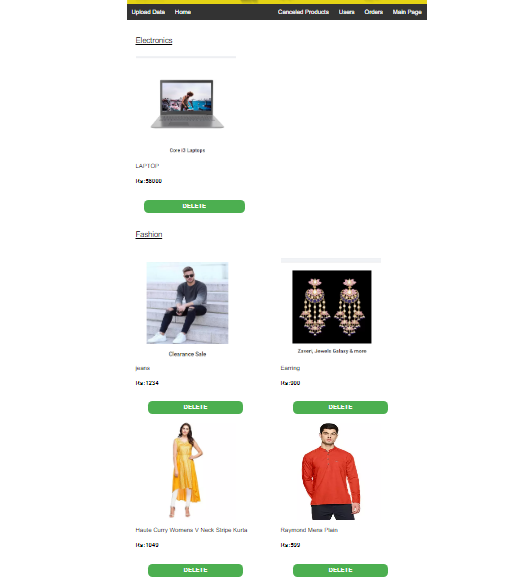 Upload Data Home Canceled Products Users Orders Main Page
Electronics
Core i3 Laptops
LAPTOP
Rs:58000
DELETE
Fashion
Clearance Sale
Zaveri, Jewels Galaxy & more
jeans
Earring
Rs:1234
Rs:900
DELETE
DELETE
Haute Curry Womens V Neck Stripe Kurta
Raymond Mens Plain
Rs:1049
Rs:599
DELETE
DELETE